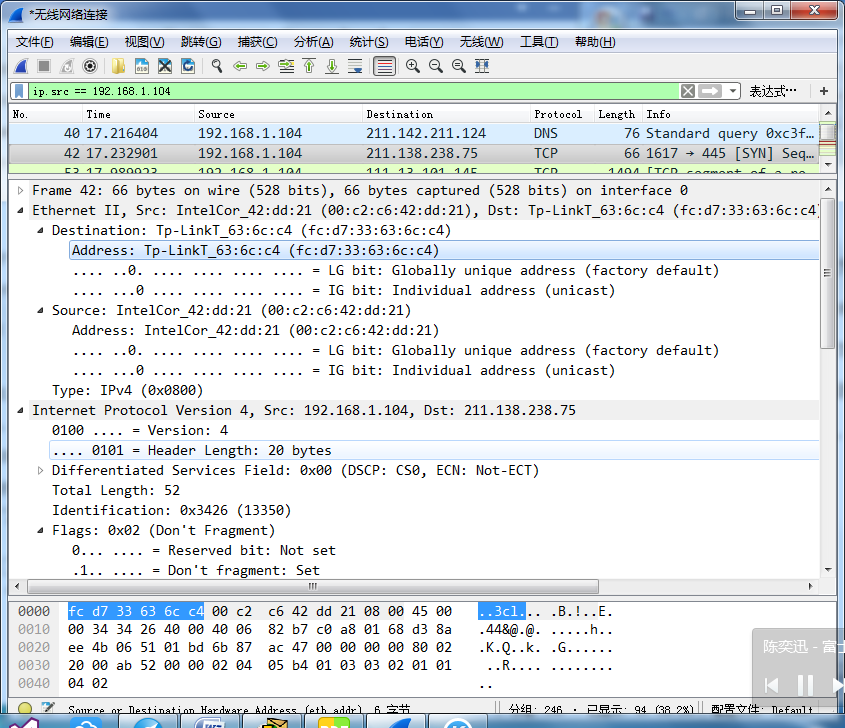 *无线网络连接
文件(F) 编辑(E) 视图(V) 跳转(G) 捕获(C) 分析(A) 统计(S) 电话(Y) 无线(W) 工具(T) 帮助(H)
ip.src == 192.168.1.104 表达式… +
No. Time Source Destination Protocol Length Info
40 17.216404 192.168.1.104 211.142.211.124 DNS 76 Standard query 0xc3f…
42 17.232901 192.168.1.104 211.138.238.75 TCP 66 1617 → 445 [SYN] Seq…
53 17.989923 192.168.1.104 111.13.101.145 TCP 1494 [TCP segment of a
Frame 42: 66 bytes on wire (528 bits), 66 bytes captured (528 bits) on interface 0
Ethernet II, Src: IntelCor_42:dd:21 (00:c2:c6:42:dd:21), Dst: Tp-LinkT_63:6c:c4 (fc:d7:33:63:6c:c4)
Destination: Tp-LinkT_63:6c:c4 (fc:d7:33:63:6c:c4)
Address: Tp-LinkT_63:6c:c4 (fc:d7:33:63:6c:c4)
.... ..0. .... .... .... .... = LG bit: Globally unique address (factory default)
.... ...0 .... .... .... .... = IG bit: Individual address (unicast)
Source: IntelCor_42:dd:21 (00:c2:c6:42:dd:21)
Address: IntelCor_42:dd:21 (00:c2:c6:42:dd:21)
.... ..0. .... .... .... .... = LG bit: Globally unique address (factory default)
.... ...0 .... .... .... .... = IG bit: Individual address (unicast)
Type: IPv4 (0x0800)
Internet Protocol Version 4, Src: 192.168.1.104, Dst: 211.138.238.75
0100 .... = Version: 4
.... 0101 = Header Length: 20 bytes
Differentiated Services Field: 0x00 (DSCP: CS0, ECN: Not-ECT)
Total Length: 52
Identification: 0x3426 (13350)
Flags: 0x02 (Don't Fragment)
0... .... = Reserved bit: Not set
.1.. .... = Don't fragment: Set
0000 fc d7 33 63 6c c4 00 c2 c6 42 dd 21 08 00 45 00 ..3cl... .B.!..E.
0010 00 34 34 26 40 00 40 06 82 b7 c0 a8 01 68 d3 8a .44&@.@. .....h..
0020 ee 4b 06 51 01 bd 6b 87 ac 47 00 00 00 00 80 02 .K.Q..k. .G......
0030 20 00 ab 52 00 00 02 04 05 b4 01 03 03 02 01 01 ..R.... ........
0040 04 02 ..
陈奕迅 - 富士
Source or Destination Hardware Address (eth.addr), 6 字节 分组: 246 · 已显示: 94 (38.2%) 配置文件: Default